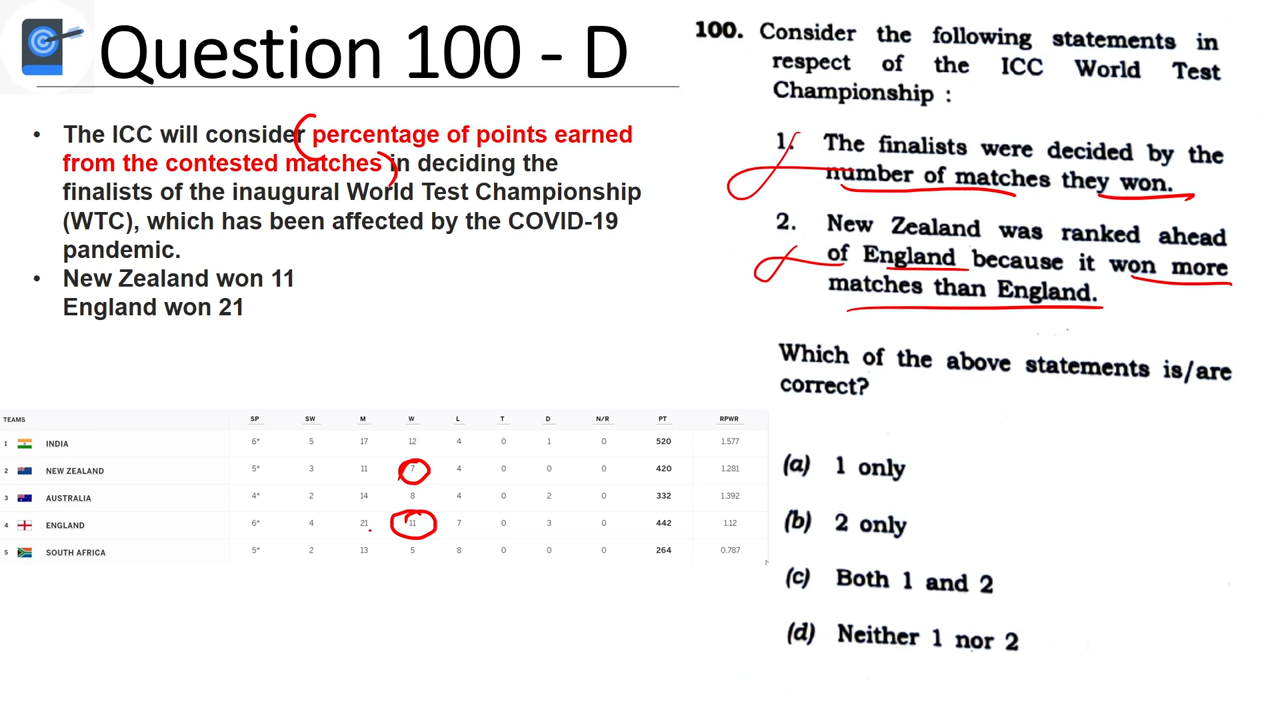 Question 100 - D
• The ICC will consider percentage of points earned
from the contested matches in deciding the
finalists of the inaugural World Test Championship
(WTC), which has been affected by the COVID-19
pandemic.
• New Zealand won 11
England won 21
TEAMS SP SW M W L T D N/R PT RPWR
1 INDIA 6* 5 17 12 4 0 1 0 520 1.577
2 NEW ZEALAND 5* 3 11 7 4 0 0 0 420 1.281
3 AUSTRALIA 4* 2 14 8 4 0 2 0 332 1.392
4 ENGLAND 6* 4 21 11 7 0 3 0 442 1.12
5 SOUTH AFRICA 5* 2 13 5 8 0 0 0 264 0.787
100. Consider the following statements in
respect of the ICC World Test
Championship :
1. The finalists were decided by the
number of matches they won.
2. New Zealand was ranked ahead
of England because it won more
matches than England.
Which of the above statements is/are
correct?
(a) 1 only
(b) 2 only
(c) Both 1 and 2
(d) Neither 1 nor 2